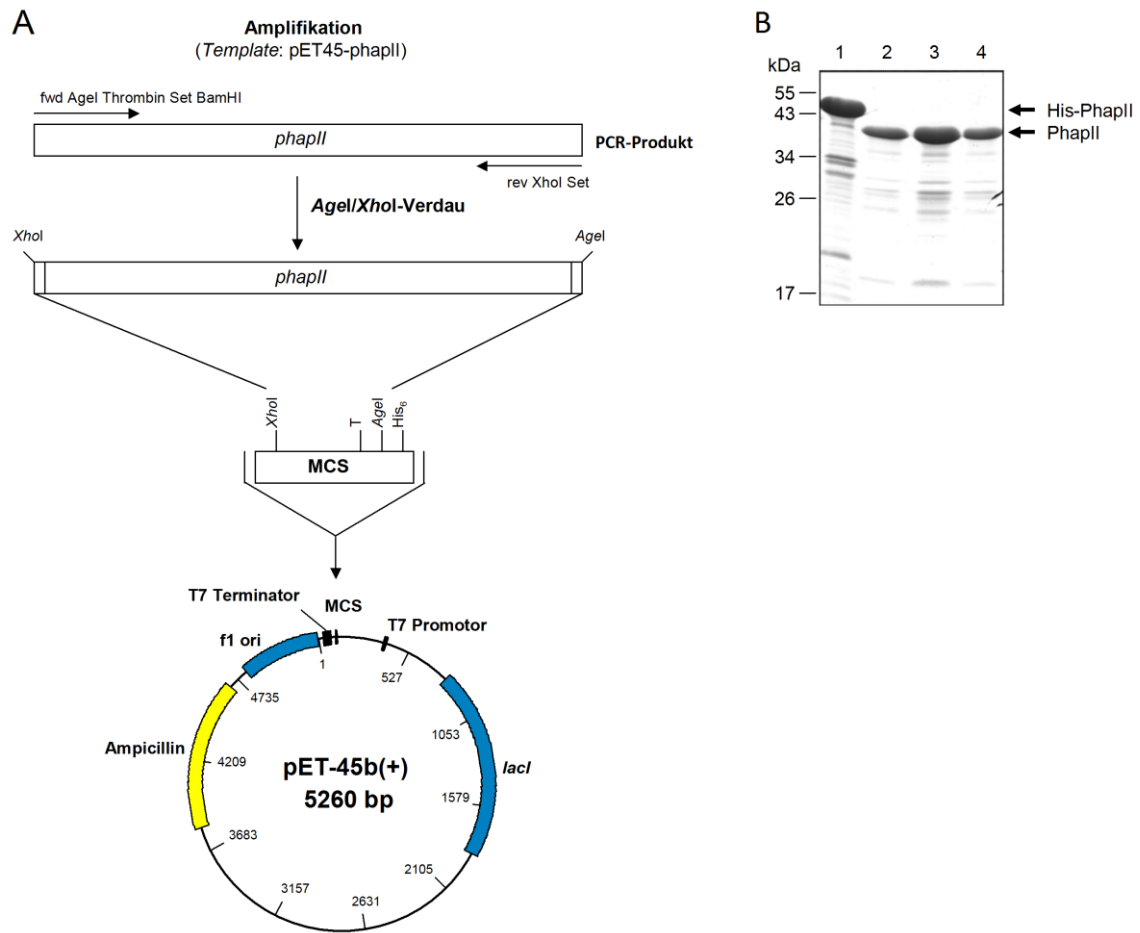 A
Amplifikation
(Template: pET45-phapII)
fwd AgeI Thrombin Set BamHI
phapII
PCR-Produkt
rev XhoI Set
AgeI/XhoI-Verdau
XhoI
AgeI
phapII
XhoI
T
AgeI
His6
MCS
T7 Terminator
MCS
T7 Promotor
f1 ori
1
527
4735
1053
Ampicillin
4209
lacI
pET-45b(+)
5260 bp
1579
3683
2105
3157
2631
B
1 2 3 4
kDa
55
43
34
26
17
His-PhapII
PhapII